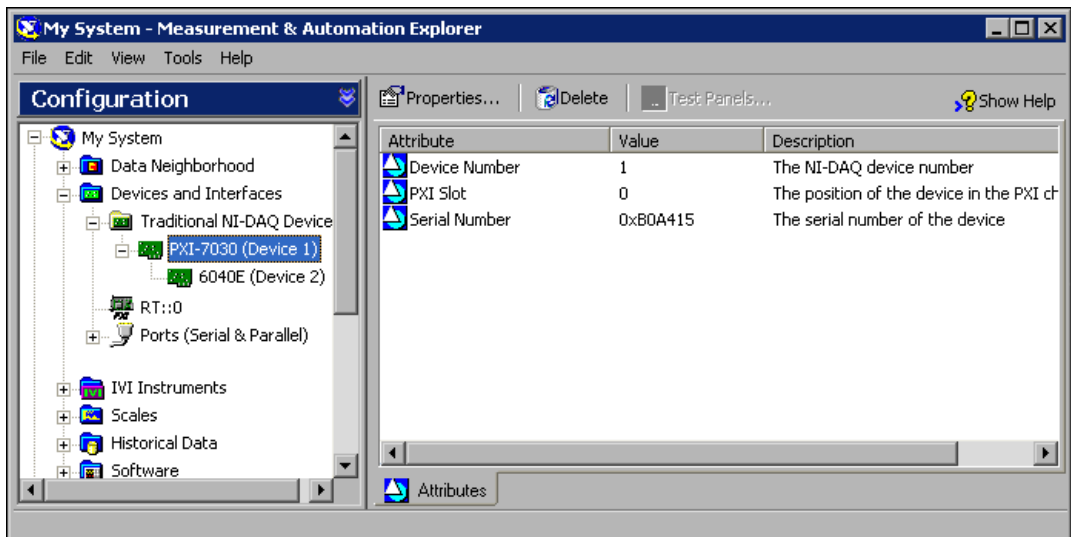 My System - Measurement & Automation Explorer
File Edit View Tools Help
Configuration
Properties... Delete Test Panels... Show Help
My System
Data Neighborhood
Devices and Interfaces
Traditional NI-DAQ Device
PXI-7030 (Device 1)
6040E (Device 2)
RT::0
Ports (Serial & Parallel)
IVI Instruments
Scales
Historical Data
Software
Attribute Value Description
Device Number 1 The NI-DAQ device number
PXI Slot 0 The position of the device in the PXI ch
Serial Number 0xB0A415 The serial number of the device
Attributes